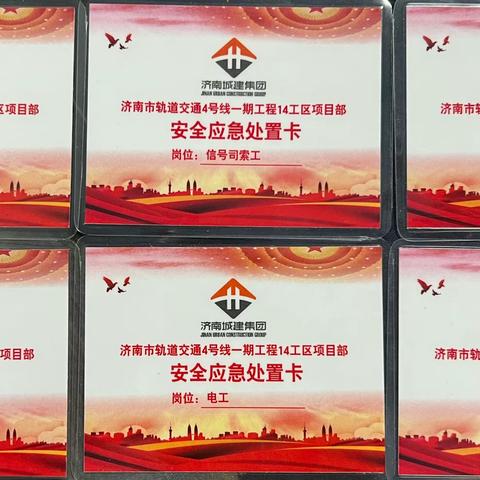 济南城建集团
JINAN URBAN CONSTRUCTION GROUP
区项目部
济南市轨道交通4号线一期工程14工区项目部
济南市
安全应急处置卡
岗位：信号司索工
济南城建集团
JINAN URBAN CONSTRUCTION GROUP
项目部
济南市轨道交通4号线一期工程14工区项目部
济南市轨
安全应急处置卡
岗位：电工